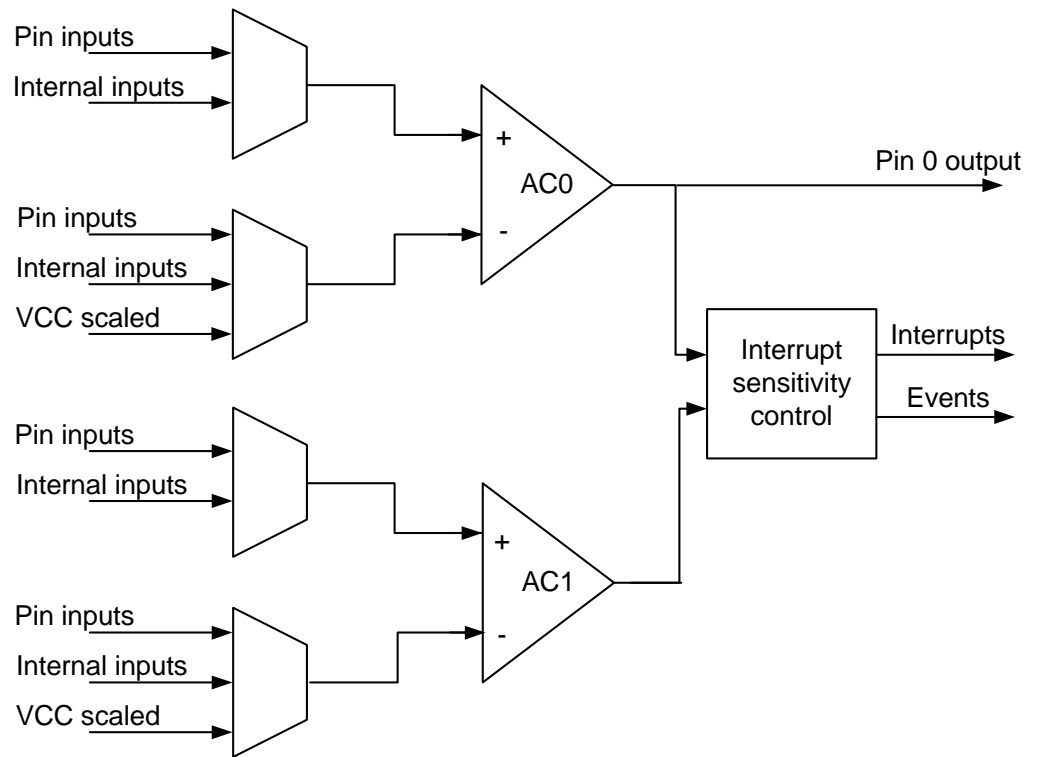 Pin inputs
Internal inputs
+
AC0
-
Pin 0 output
Pin inputs
Internal inputs
VCC scaled
Interrupt
sensitivity
control
Interrupts
Events
Pin inputs
Internal inputs
+
AC1
-
Pin inputs
Internal inputs
VCC scaled